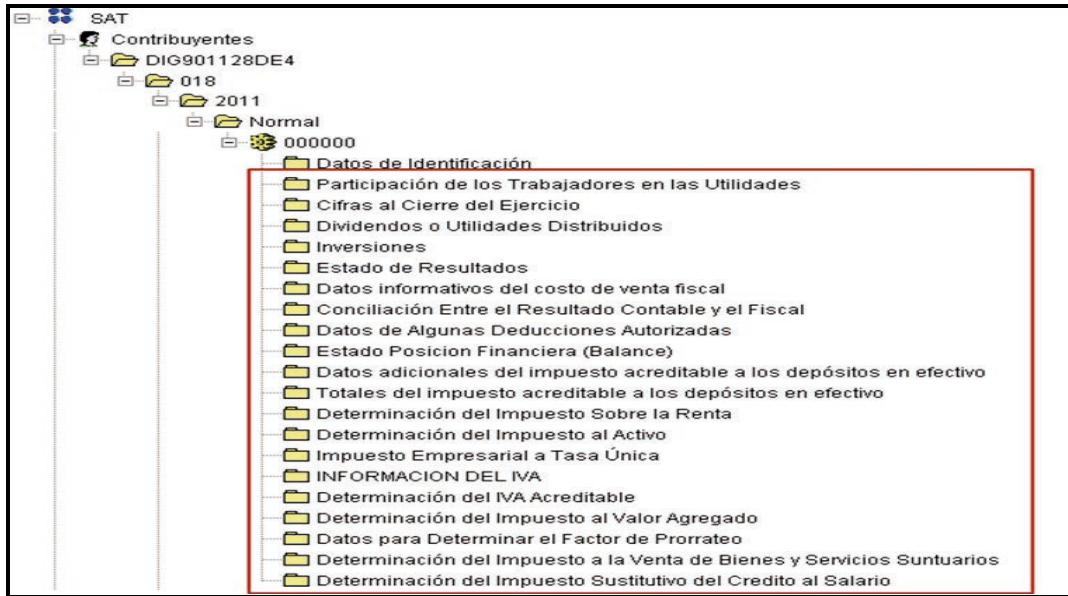 SAT
Contribuyentes
DIG901128DE4
018
2011
Normal
000000
Datos de Identificación
Participación de los Trabajadores en las Utilidades
Cifras al Cierre del Ejercicio
Dividendos o Utilidades Distribuidos
Inversiones
Estado de Resultados
Datos informativos del costo de venta fiscal
Conciliación Entre el Resultado Contable y el Fiscal
Datos de Algunas Deducciones Autorizadas
Estado Posicion Financiera (Balance)
Datos adicionales del impuesto acreditable a los depósitos en efectivo
Totales del impuesto acreditable a los depósitos en efectivo
Determinación del Impuesto Sobre la Renta
Determinación del Impuesto al Activo
Impuesto Empresarial a Tasa Única
INFORMACION DEL IVA
Determinación del IVA Acreditable
Determinación del Impuesto al Valor Agregado
Datos para Determinar el Factor de Prorrateo
Determinación del Impuesto a la Venta de Bienes y Servicios Suntuarios
Determinación del Impuesto Sustitutivo del Credito al Salario